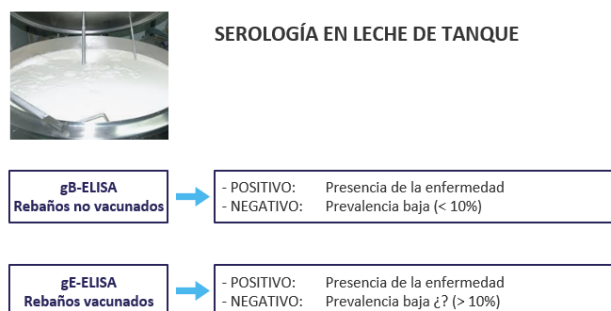 SEROLOGÍA EN LECHE DE TANQUE
gB-ELISA
Rebaños no vacunados
- POSITIVO: Presencia de la enfermedad
- NEGATIVO: Prevalencia baja (< 10%)
gE-ELISA
Rebaños vacunados
- POSITIVO: Presencia de la enfermedad
- NEGATIVO: Prevalencia baja ¿? (> 10%)